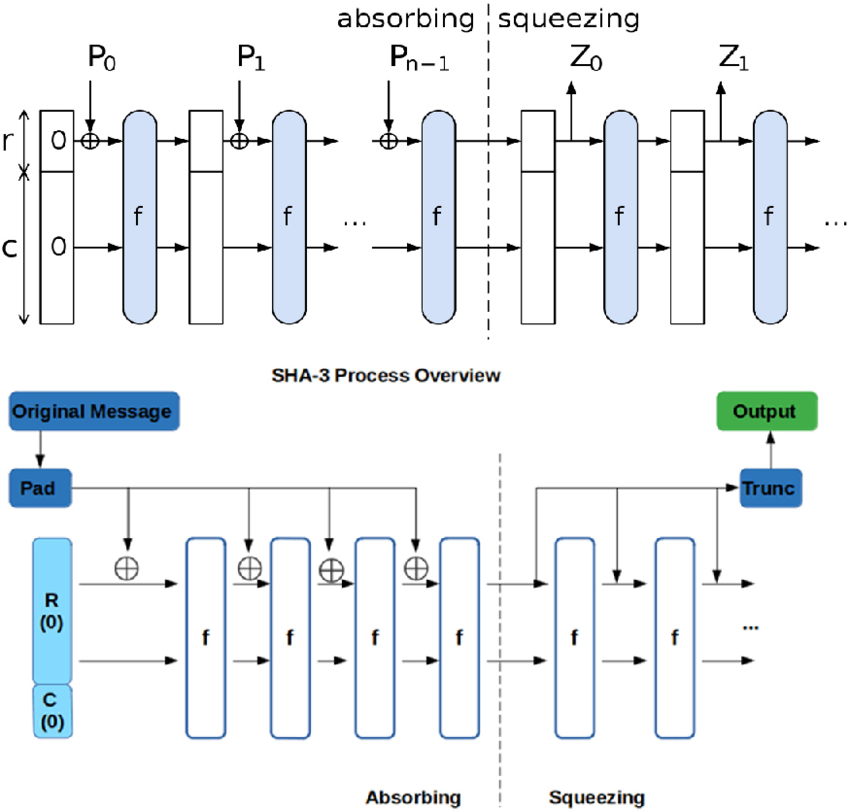 absorbing squeezing
P0 P1 Pn−1 Z0 Z1
r 0
f f f f f
c 0 ... ...
SHA-3 Process Overview
Original Message Output
Pad Trunc
R
(0)
f f f f f f ...
C
(0)
Absorbing Squeezing